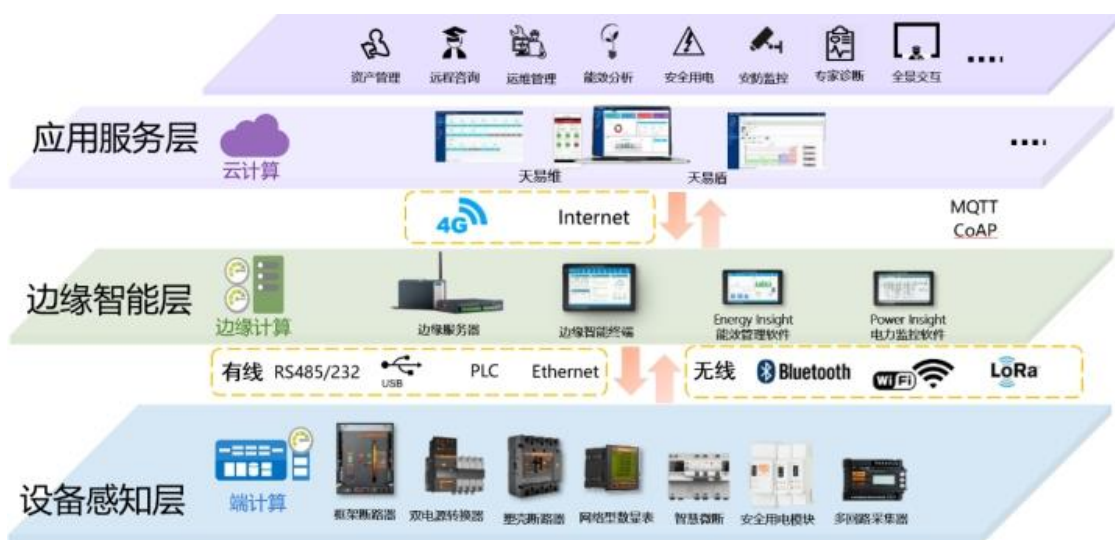 资产管理 远程咨询 运维管理 能效分析 安全用电 安防监控 专家诊断 全景交互 ····
应用服务层
云计算
天易维 天易盾
····
4G Internet
MQTT
CoAP
边缘智能层
边缘计算
边缘服务器 边缘智能终端
Energy Insight
能效管理软件
Power Insight
电力监控软件
有线 RS485/232 USB PLC Ethernet
无线 Bluetooth WiFi LoRa
设备感知层
端计算
框架断路器 双电源转换器 塑壳断路器 网络型数显表 智慧微断 安全用电模块 多回路采集器